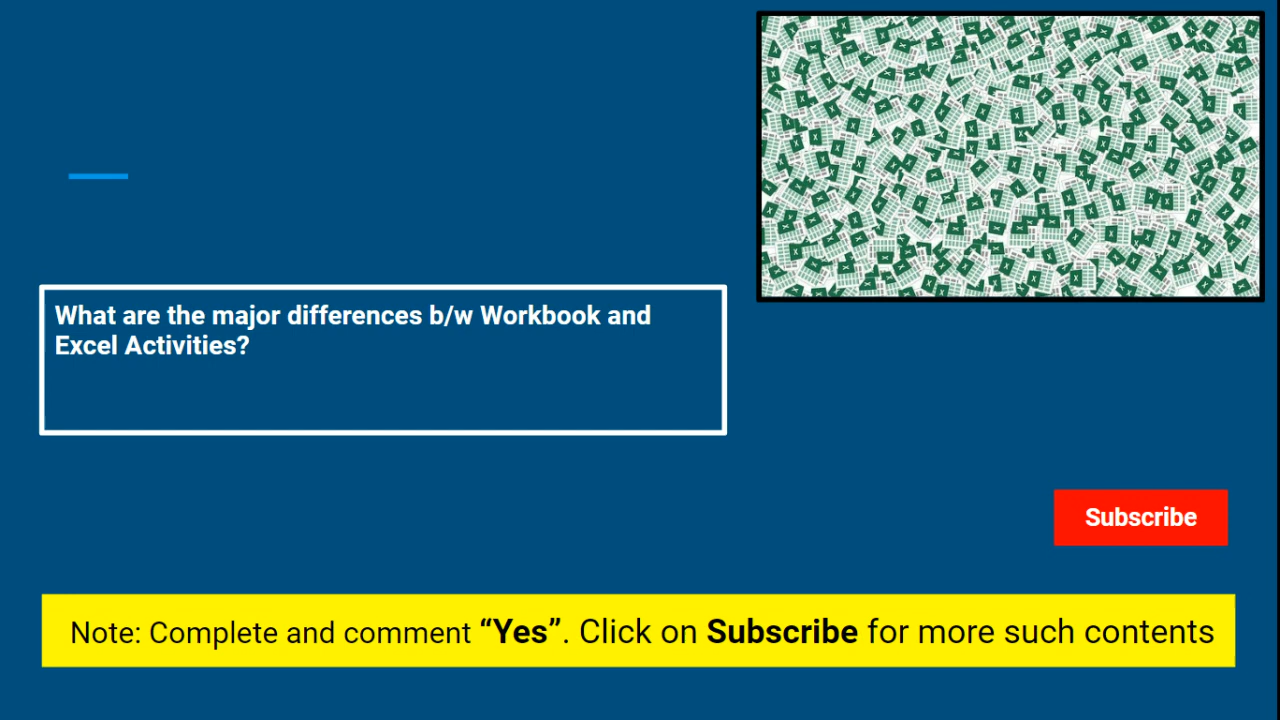 What are the major differences b/w Workbook and
Excel Activities?
Subscribe
Note: Complete and comment “Yes”. Click on Subscribe for more such contents